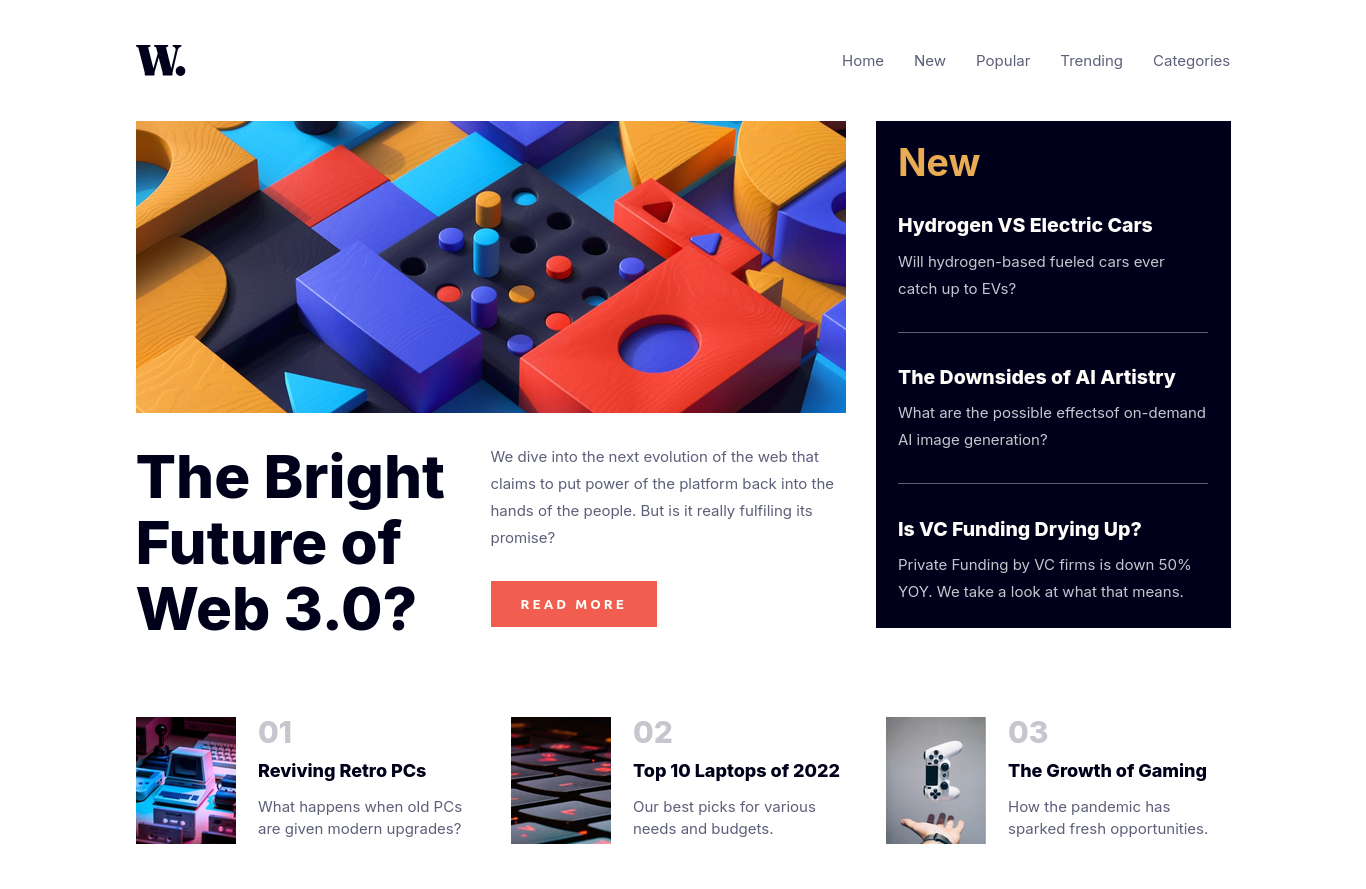 W.
Home New Popular Trending Categories
The Bright
Future of
Web 3.0?
We dive into the next evolution of the web that
claims to put power of the platform back into the
hands of the people. But is it really fulfiling its
promise?
READ MORE
New
Hydrogen VS Electric Cars
Will hydrogen-based fueled cars ever
catch up to EVs?
The Downsides of AI Artistry
What are the possible effectsof on-demand
AI image generation?
Is VC Funding Drying Up?
Private Funding by VC firms is down 50%
YOY. We take a look at what that means.
01
Reviving Retro PCs
What happens when old PCs
are given modern upgrades?
02
Top 10 Laptops of 2022
Our best picks for various
needs and budgets.
03
The Growth of Gaming
How the pandemic has
sparked fresh opportunities.